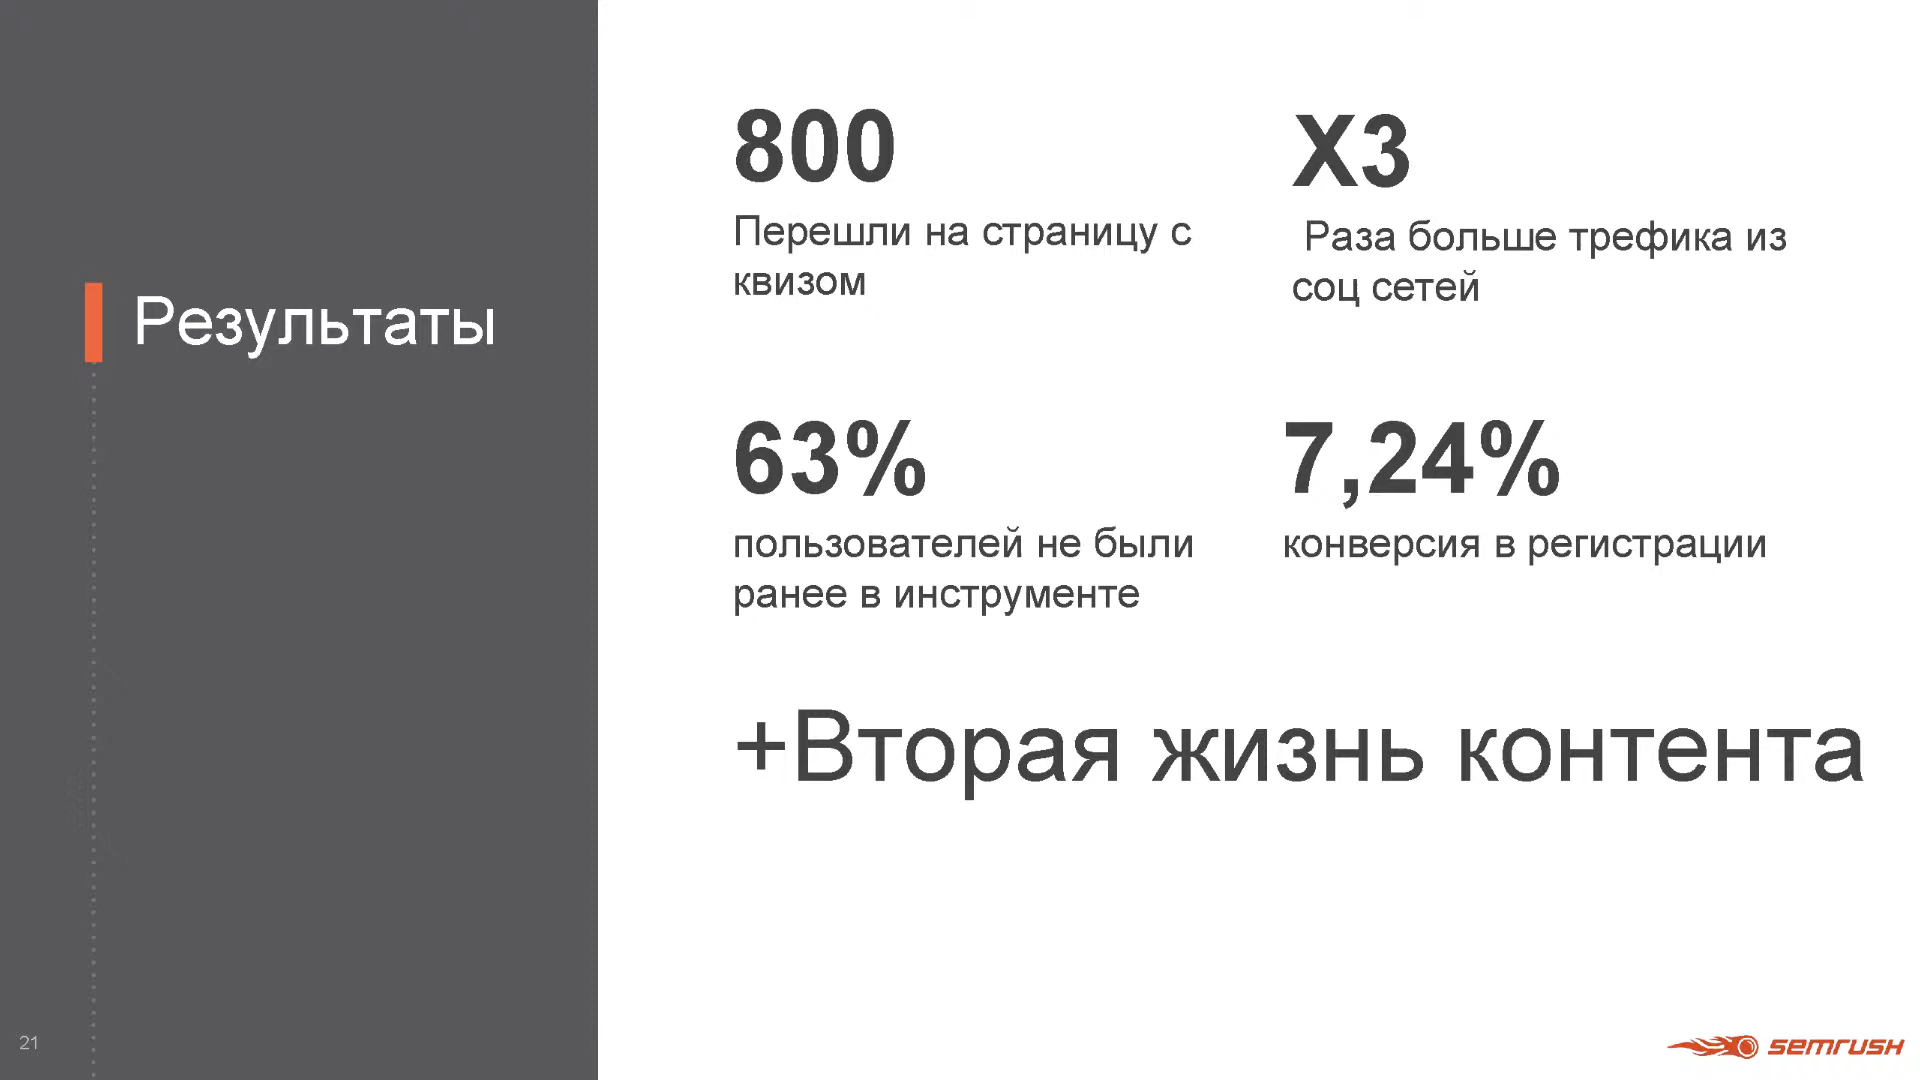 Результаты
800
Перешли на страницу с
квизом
X3
Раза больше трефика из
соц сетей
63%
пользователей не были
ранее в инструменте
7,24%
конверсия в регистрации
+Вторая жизнь контента
21
semrush